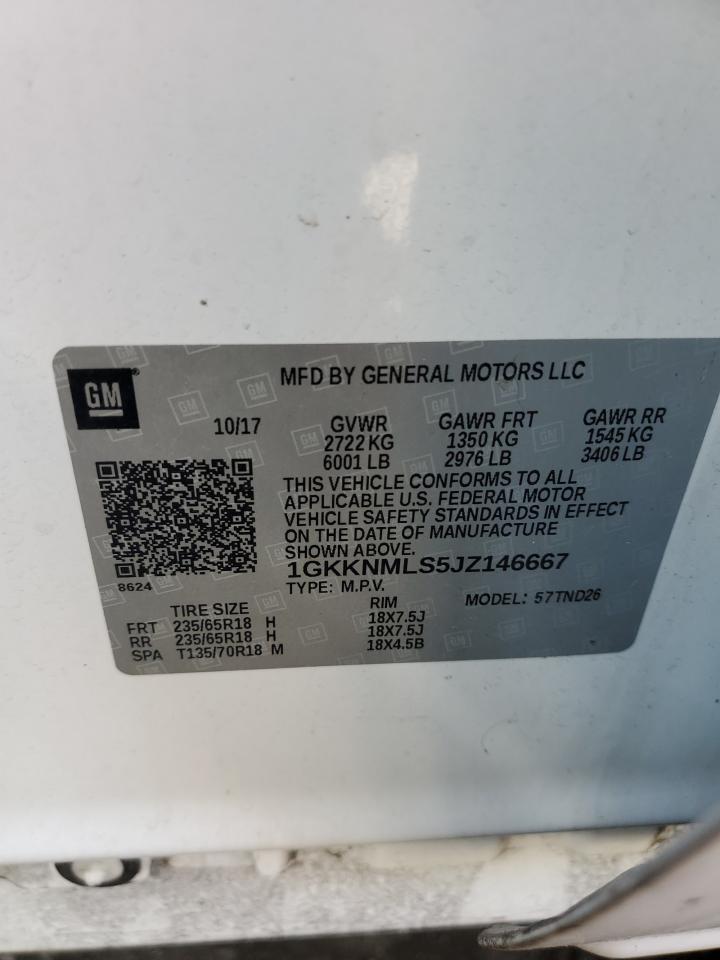 GM
MFD BY GENERAL MOTORS LLC
10/17 GVWR GAWR FRT GAWR RR
2722 KG 1350 KG 1545 KG
6001 LB 2976 LB 3406 LB
THIS VEHICLE CONFORMS TO ALL
APPLICABLE U.S. FEDERAL MOTOR
VEHICLE SAFETY STANDARDS IN EFFECT
ON THE DATE OF MANUFACTURE
SHOWN ABOVE.
1GKKNMLS5JZ146667
8624
TYPE: M.P.V. MODEL: 57TND26
TIRE SIZE RIM
FRT 235/65R18 H 18X7.5J
RR 235/65R18 H 18X7.5J
SPA T135/70R18 M 18X4.5B